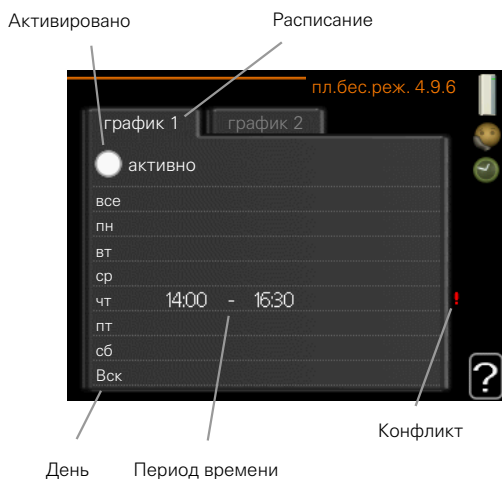 Активировано
Расписание
пл.бес.реж. 4.9.6
график 1
график 2
активно
все
пн
вт
ср
чт 14:00 - 16:30 !
пт
сб
Вск
?
Конфликт
День
Период времени